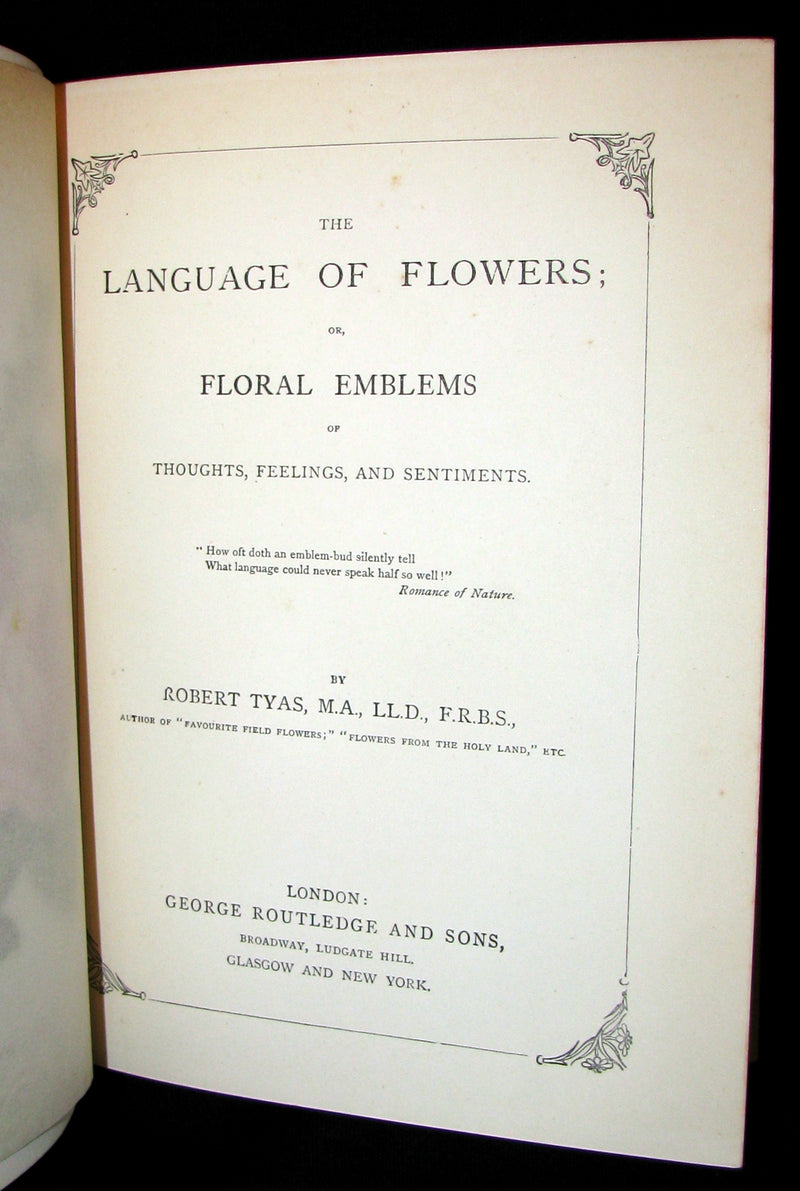 THE
LANGUAGE OF FLOWERS;
OR,
FLORAL EMBLEMS
OF
THOUGHTS, FEELINGS, AND SENTIMENTS.
"How oft doth an emblem-bud silently tell
What language could never speak half so well!"
Romance of Nature.
BY
ROBERT TYAS, M.A., LL.D., F.R.B.S.,
AUTHOR OF "FAVOURITE FIELD FLOWERS;" "FLOWERS FROM THE HOLY LAND," ETC.
LONDON:
GEORGE ROUTLEDGE AND SONS,
BROADWAY, LUDGATE HILL.
GLASGOW AND NEW YORK.